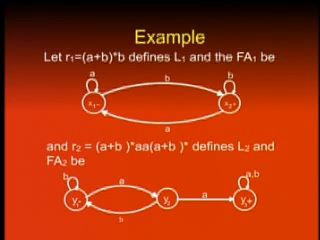 Example
Let r₁=(a+b)*b defines L₁ and the FA₁ be
a
b
b
x₁-
x₂+
a
and r₂ = (a+b )*aa(a+b )* defines L₂ and
FA₂ be
b
a
a,b
y₁-
y₂
a
y₃+
b